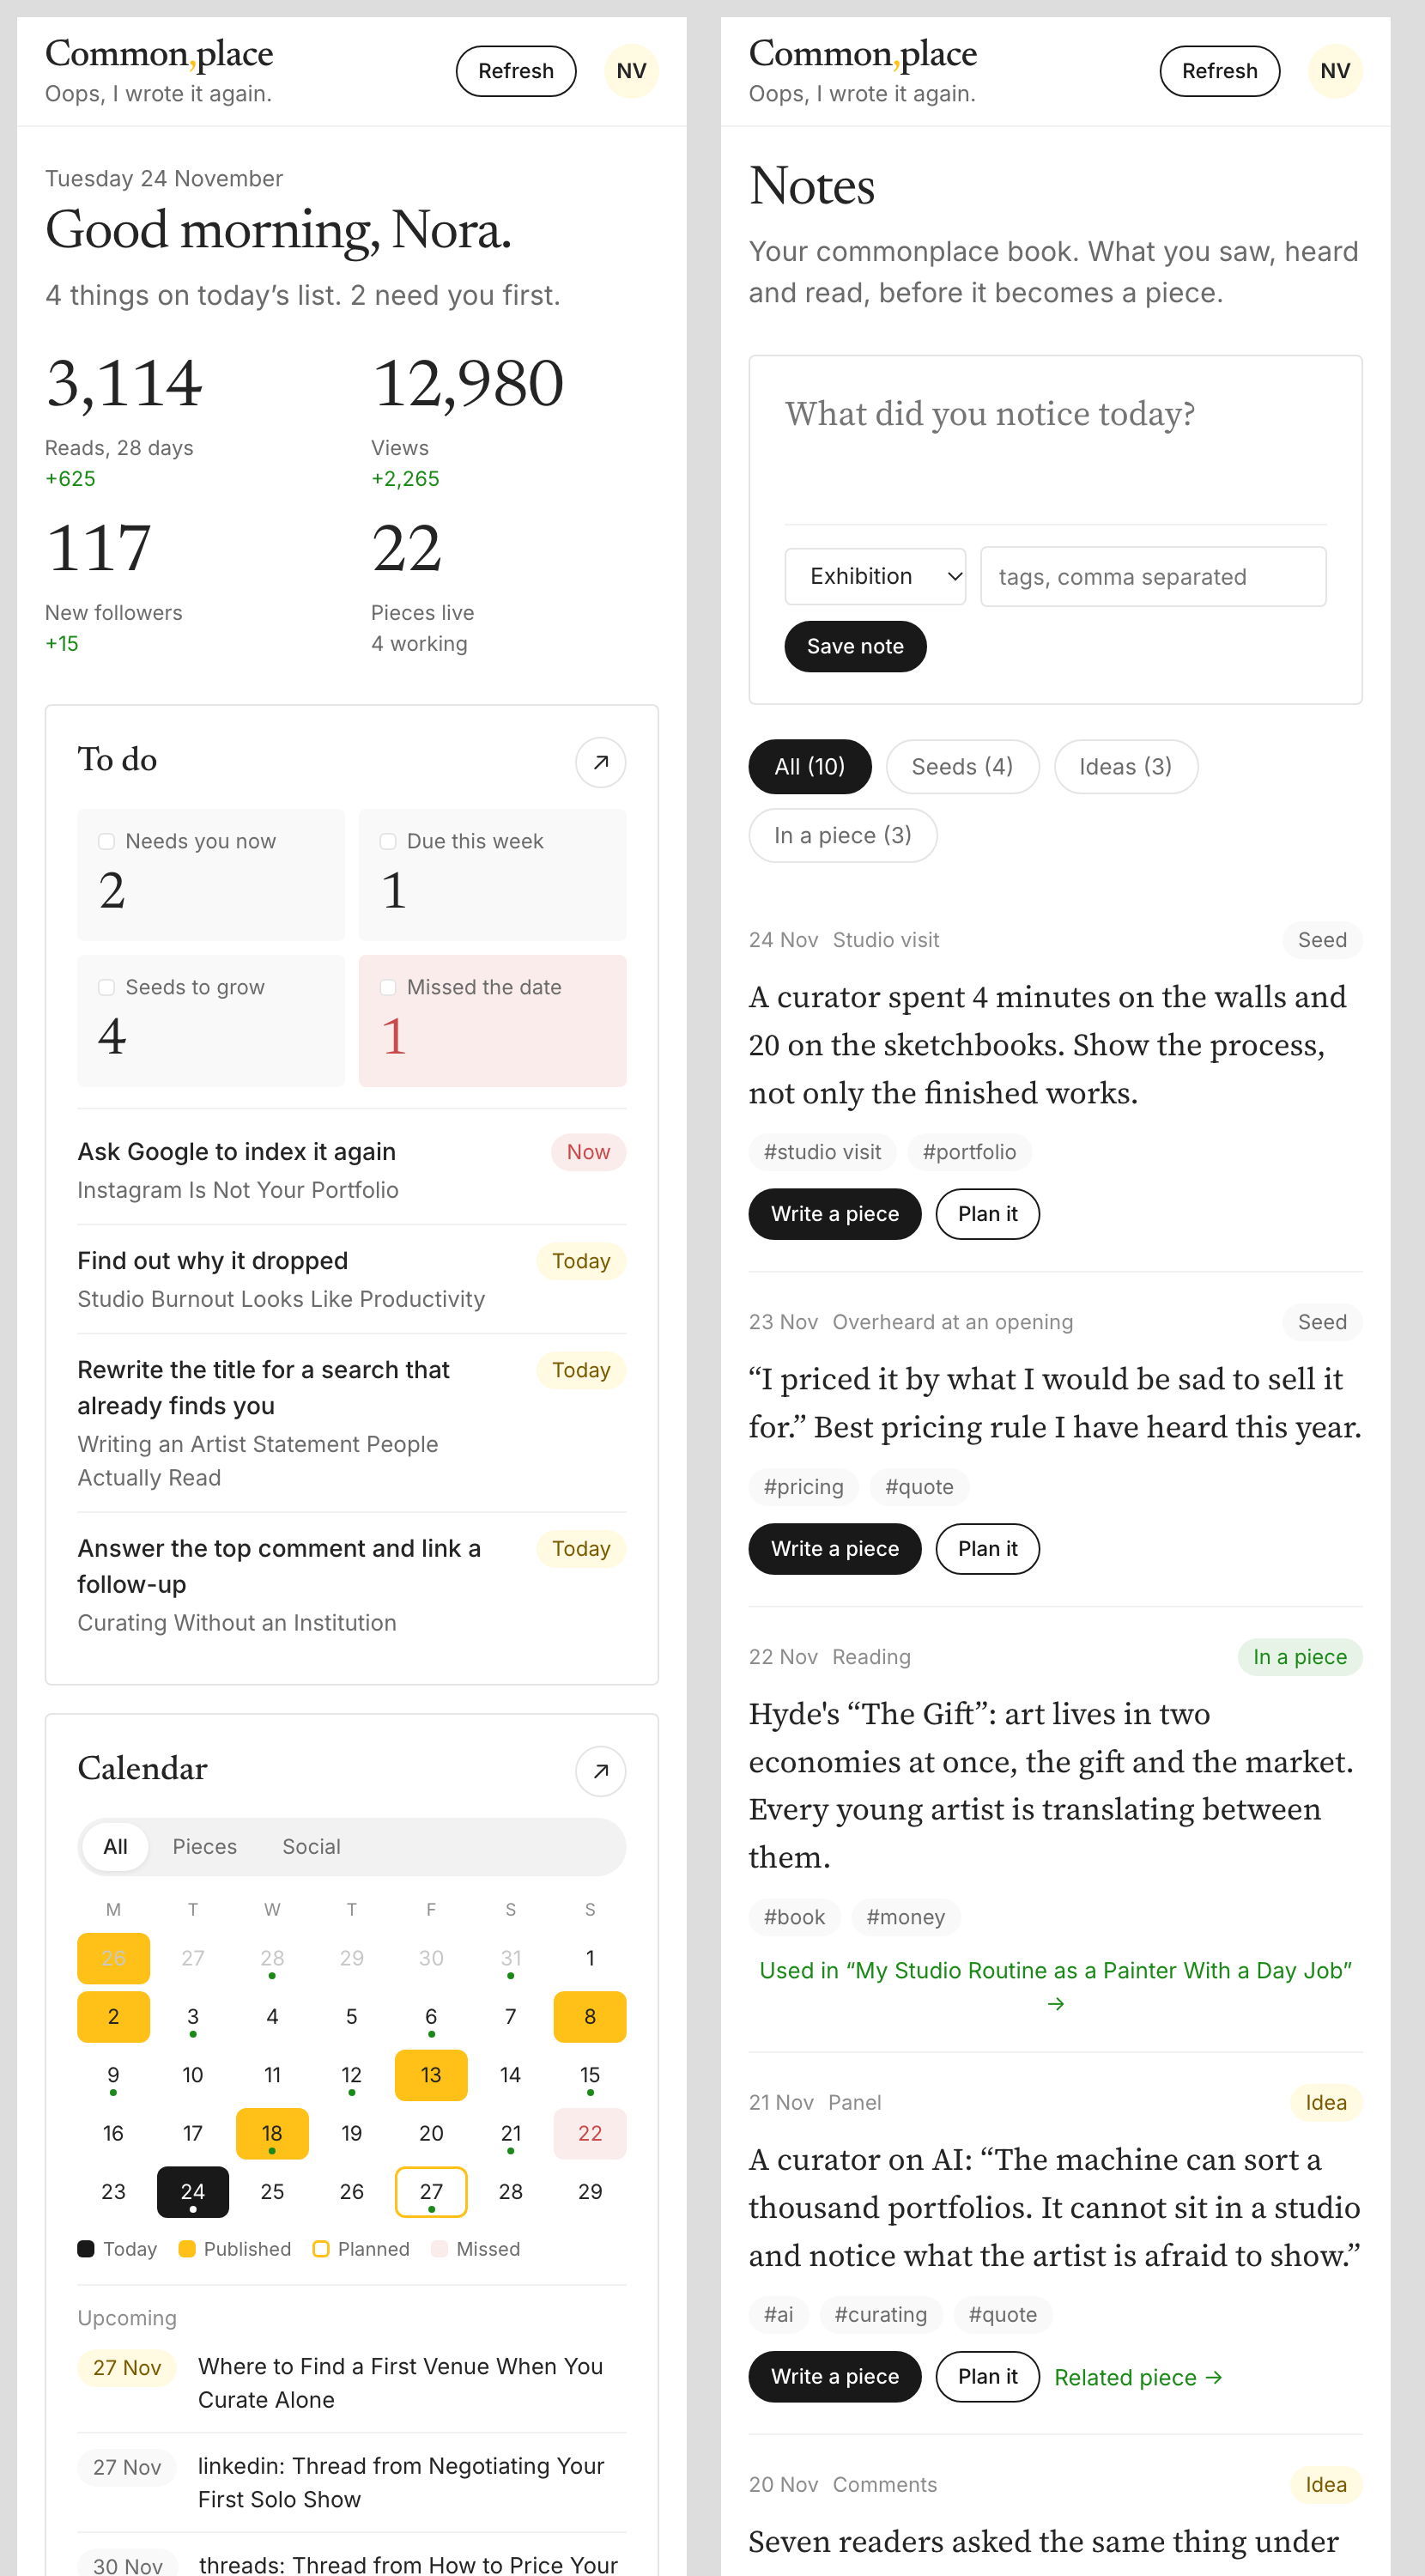 Common,place
Oops, I wrote it again.
Refresh
NV
Tuesday 24 November
Good morning, Nora.
4 things on today’s list. 2 need you first.
3,114
Reads, 28 days
+625
12,980
Views
+2,265
117
New followers
+15
22
Pieces live
4 working
To do
Needs you now
2
Due this week
1
Seeds to grow
4
Missed the date
1
Ask Google to index it again
Now
Instagram Is Not Your Portfolio
Find out why it dropped
Today
Studio Burnout Looks Like Productivity
Rewrite the title for a search that
already finds you
Today
Writing an Artist Statement People
Actually Read
Answer the top comment and link a
follow-up
Today
Curating Without an Institution
Calendar
All Pieces Social
M T W T F S S
26 27 28 29 30 31 1
2 3 4 5 6 7 8
9 10 11 12 13 14 15
16 17 18 19 20 21 22
23 24 25 26 27 28 29
Today Published Planned Missed
Upcoming
27 Nov
Where to Find a First Venue When You
Curate Alone
27 Nov
linkedin: Thread from Negotiating Your
First Solo Show
30 Nov
threads: Thread from How to Price Your
Common,place
Oops, I wrote it again.
Refresh
NV
Notes
Your commonplace book. What you saw, heard
and read, before it becomes a piece.
What did you notice today?
Exhibition
tags, comma separated
Save note
All (10) Seeds (4) Ideas (3)
In a piece (3)
24 Nov Studio visit
Seed
A curator spent 4 minutes on the walls and
20 on the sketchbooks. Show the process,
not only the finished works.
#studio visit #portfolio
Write a piece Plan it
23 Nov Overheard at an opening
Seed
“I priced it by what I would be sad to sell it
for.” Best pricing rule I have heard this year.
#pricing #quote
Write a piece Plan it
22 Nov Reading
In a piece
Hyde's “The Gift”: art lives in two
economies at once, the gift and the market.
Every young artist is translating between
them.
#book #money
Used in “My Studio Routine as a Painter With a Day Job”
→
21 Nov Panel
Idea
A curator on AI: “The machine can sort a
thousand portfolios. It cannot sit in a studio
and notice what the artist is afraid to show.”
#ai #curating #quote
Write a piece Plan it Related piece →
20 Nov Comments
Idea
Seven readers asked the same thing under